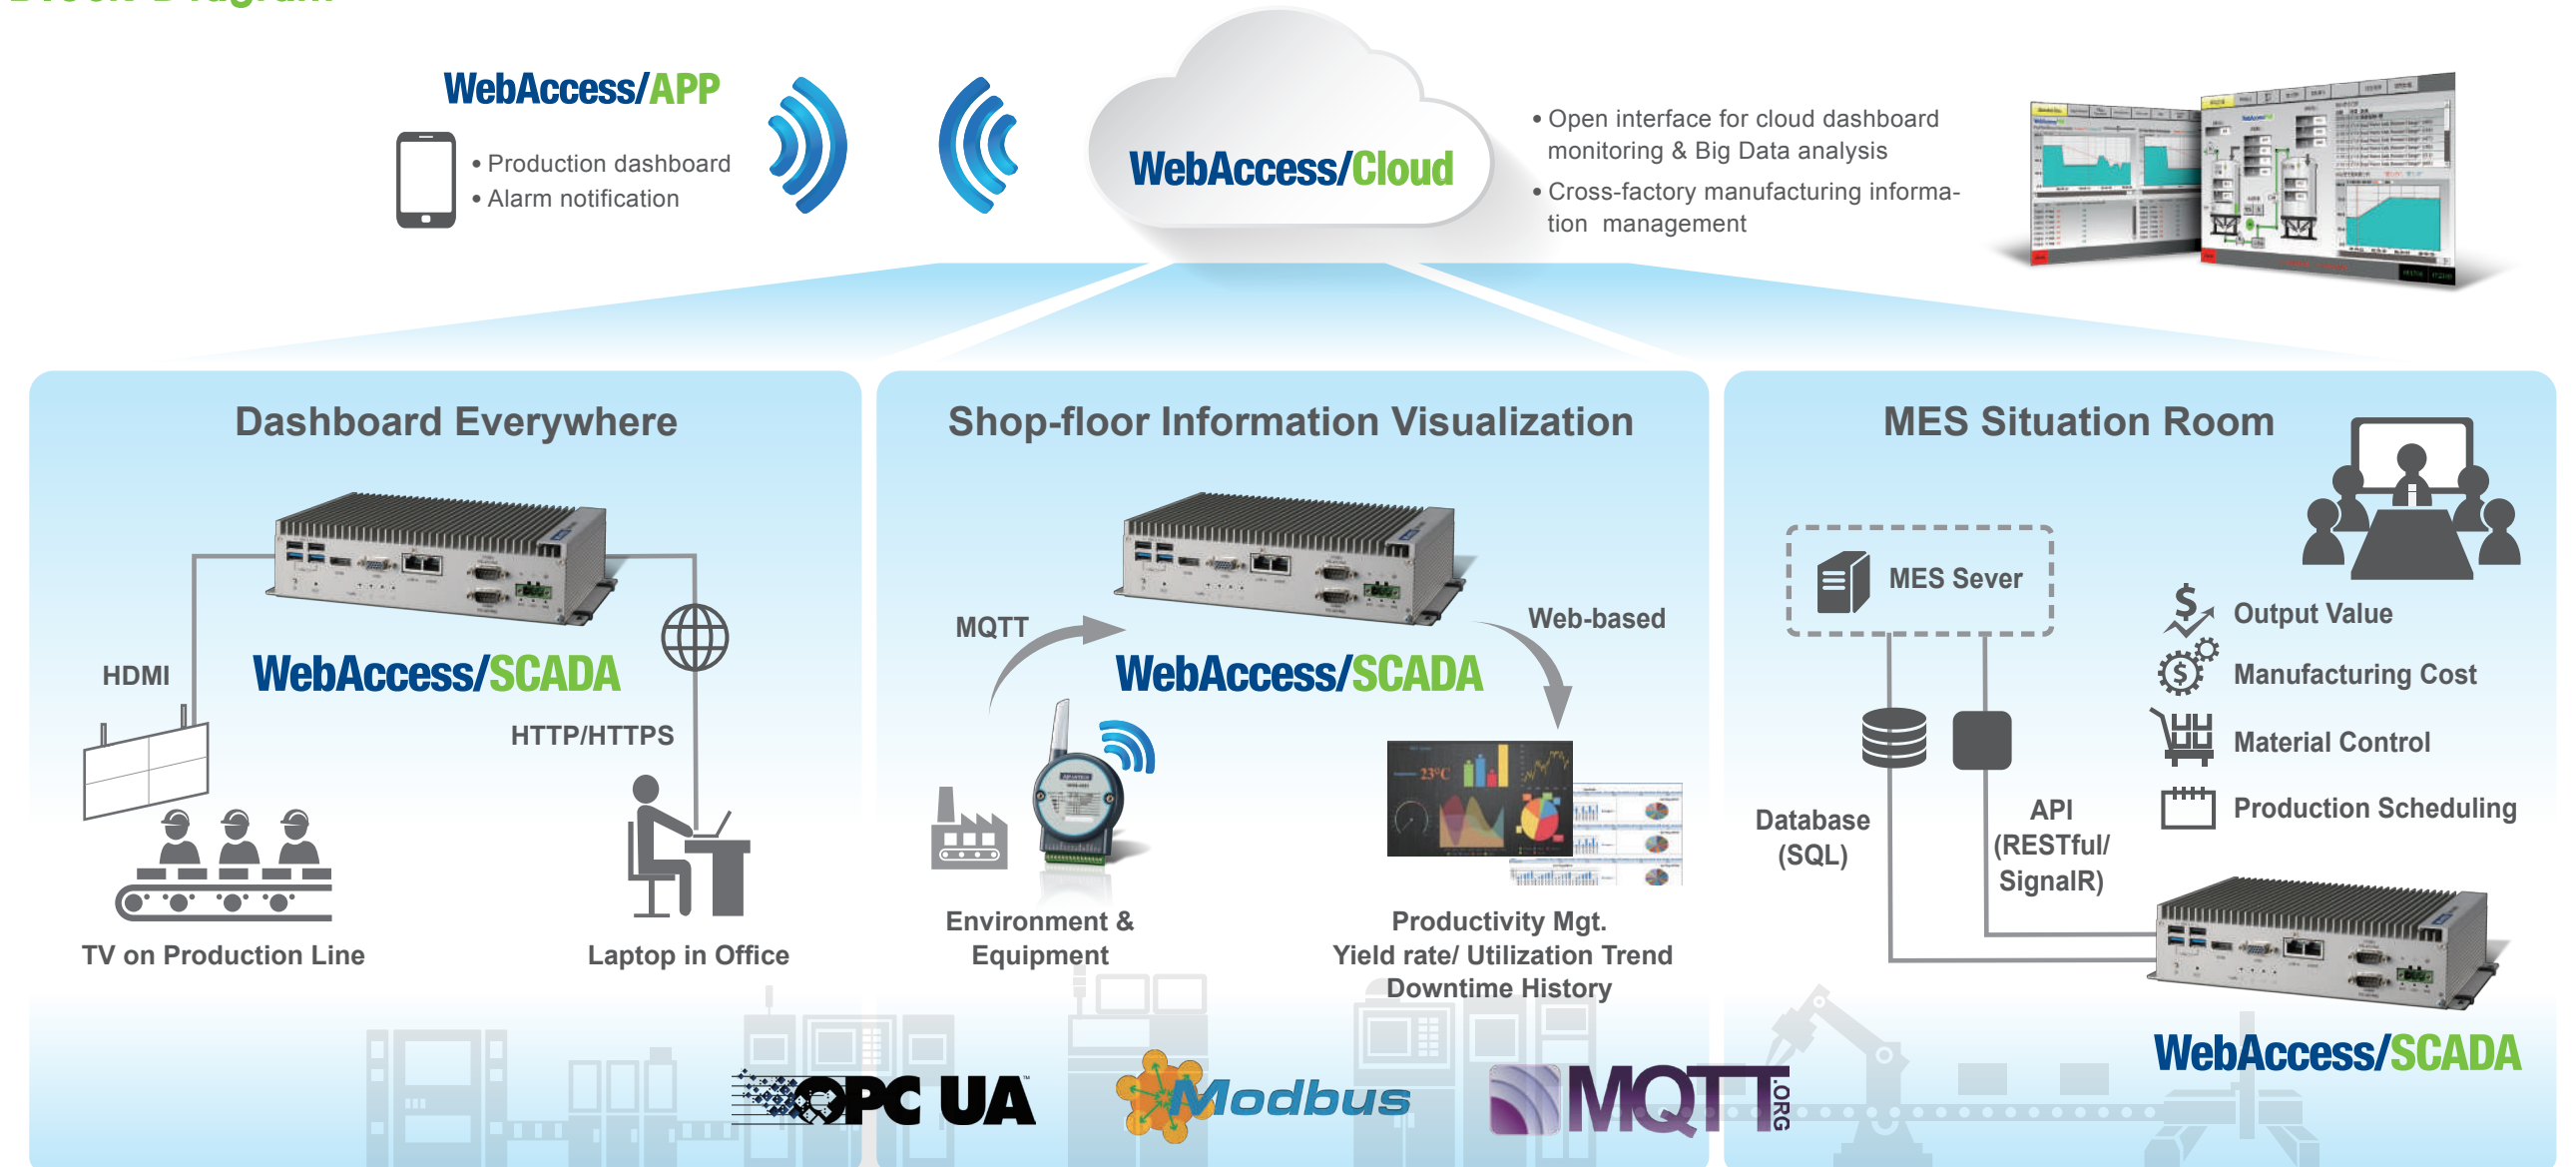 Block Diagram
WebAccess/APP
• Production dashboard
• Alarm notification
WebAccess/Cloud
• Open interface for cloud dashboard
monitoring & Big Data analysis
• Cross-factory manufacturing informa-
tion management
Dashboard Everywhere
HDMI
WebAccess/SCADA
HTTP/HTTPS
TV on Production Line
Laptop in Office
Shop-floor Information Visualization
MQTT
Web-based
WebAccess/SCADA
23°C
Environment &
Equipment
Productivity Mgt.
Yield rate/ Utilization Trend
Downtime History
MES Situation Room
MES Sever
Output Value
Manufacturing Cost
Material Control
Production Scheduling
Database
(SQL)
API
(RESTful/
SignalR)
WebAccess/SCADA
OPC UA
Modbus
MQTT.ORG